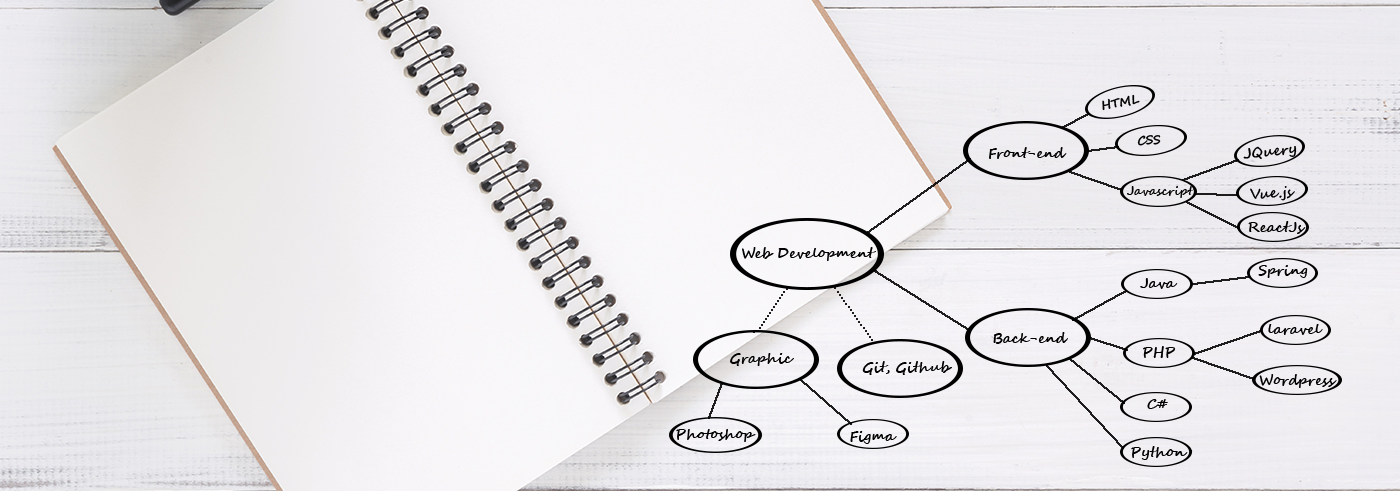 Web Development
Front-end
HTML
CSS
Javascript
JQuery
Vue.js
ReactJs
Back-end
Java
Spring
PHP
laravel
Wordpress
C#
Python
Graphic
Photoshop
Figma
Git, Github